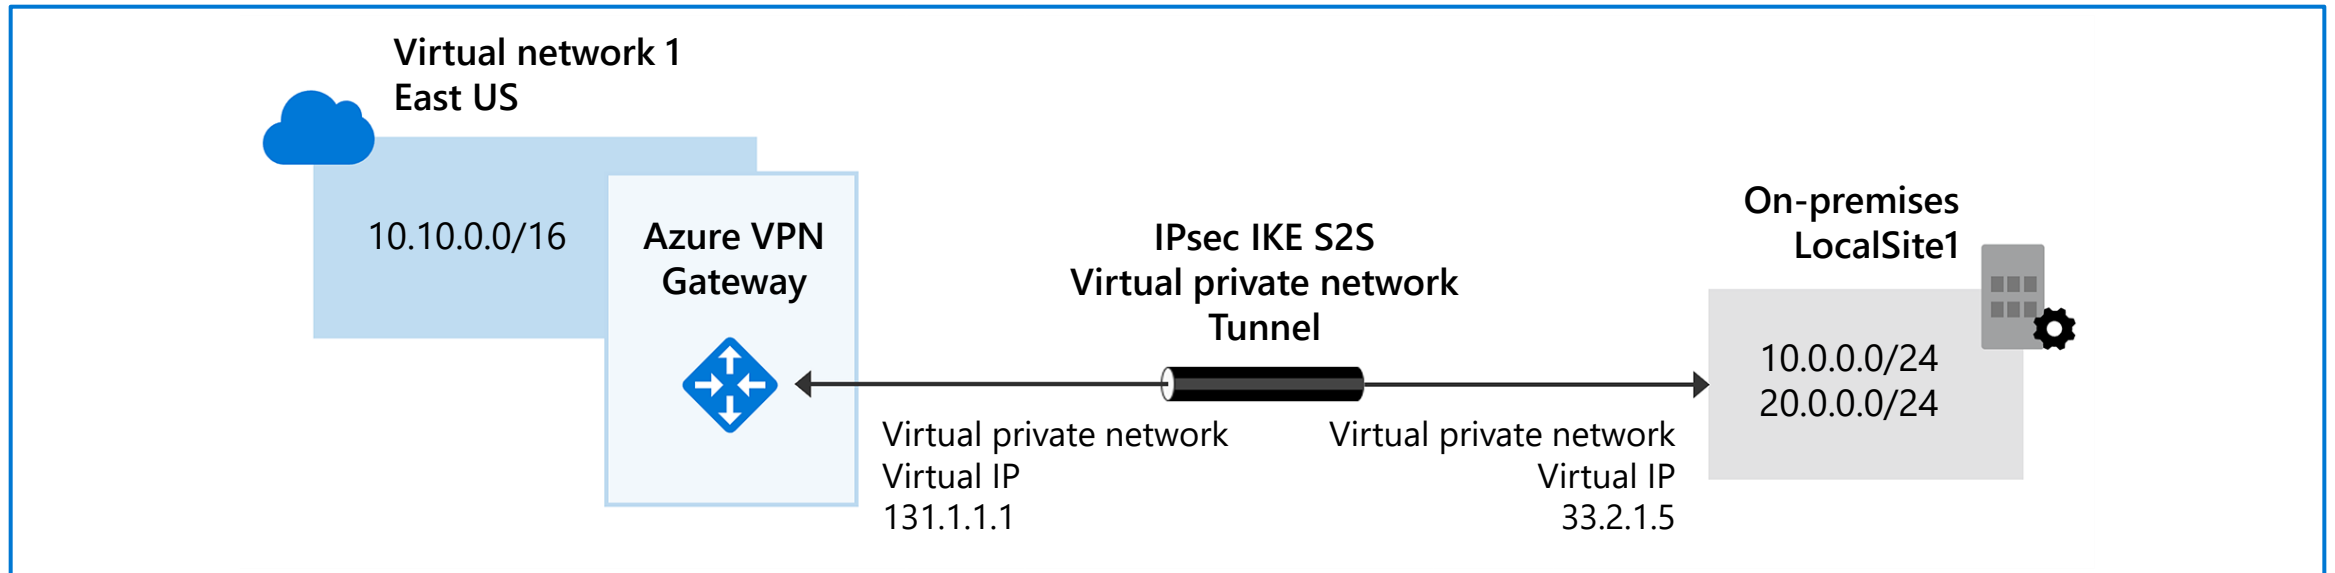 Virtual network 1
East US
10.10.0.0/16
Azure VPN
Gateway
IPsec IKE S2S
Virtual private network
Tunnel
Virtual private network
Virtual IP
131.1.1.1
Virtual private network
Virtual IP
33.2.1.5
On-premises
LocalSite1
10.0.0.0/24
20.0.0.0/24